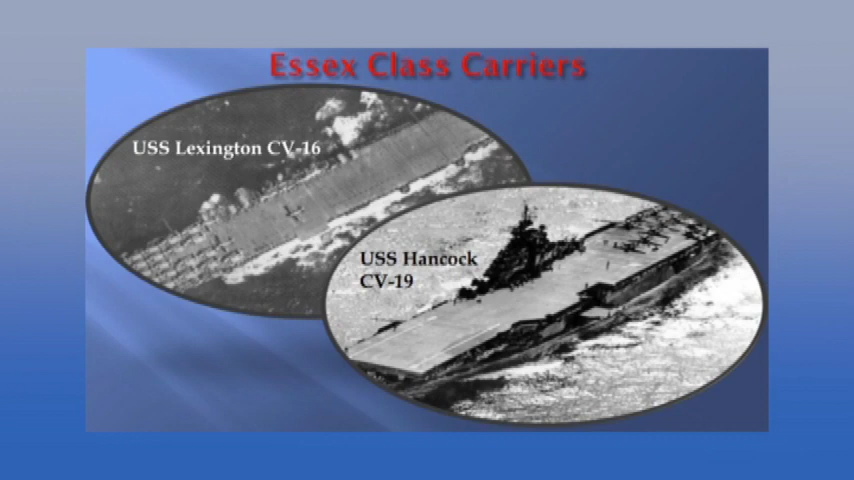 Essex Class Carriers
USS Lexington CV-16
USS Hancock
CV-19